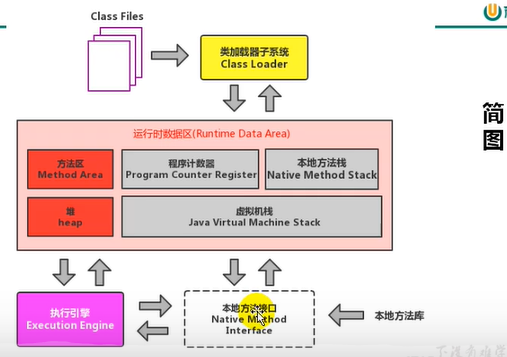 Class Files
类加载器子系统
Class Loader
简
图
运行时数据区(Runtime Data Area)
方法区
Method Area
程序计数器
Program Counter Register
本地方法栈
Native Method Stack
堆
heap
虚拟机栈
Java Virtual Machine Stack
执行引擎
Execution Engine
本地方法接口
Native Method
Interface
本地方法库